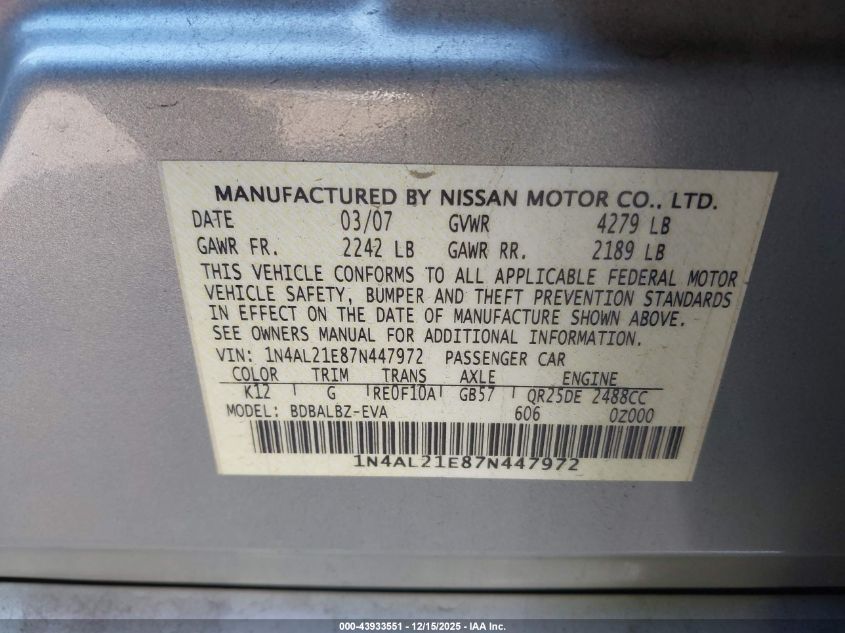 MANUFACTURED BY NISSAN MOTOR CO., LTD.
DATE 03/07 GVWR 4279 LB
GAWR FR. 2242 LB GAWR RR. 2189 LB
THIS VEHICLE CONFORMS TO ALL APPLICABLE FEDERAL MOTOR
VEHICLE SAFETY, BUMPER AND THEFT PREVENTION STANDARDS
IN EFFECT ON THE DATE OF MANUFACTURE SHOWN ABOVE.
SEE OWNERS MANUAL FOR ADDITIONAL INFORMATION.
VIN: 1N4AL21E87N447972 PASSENGER CAR
COLOR TRIM TRANS AXLE ENGINE
K12 G RE0F10A GB57 QR25DE 2488CC
MODEL: BDBALBZ-EVA 606 0Z000
1N4AL21E87N447972
000-43933551 - 12/15/2025 - IAA Inc.